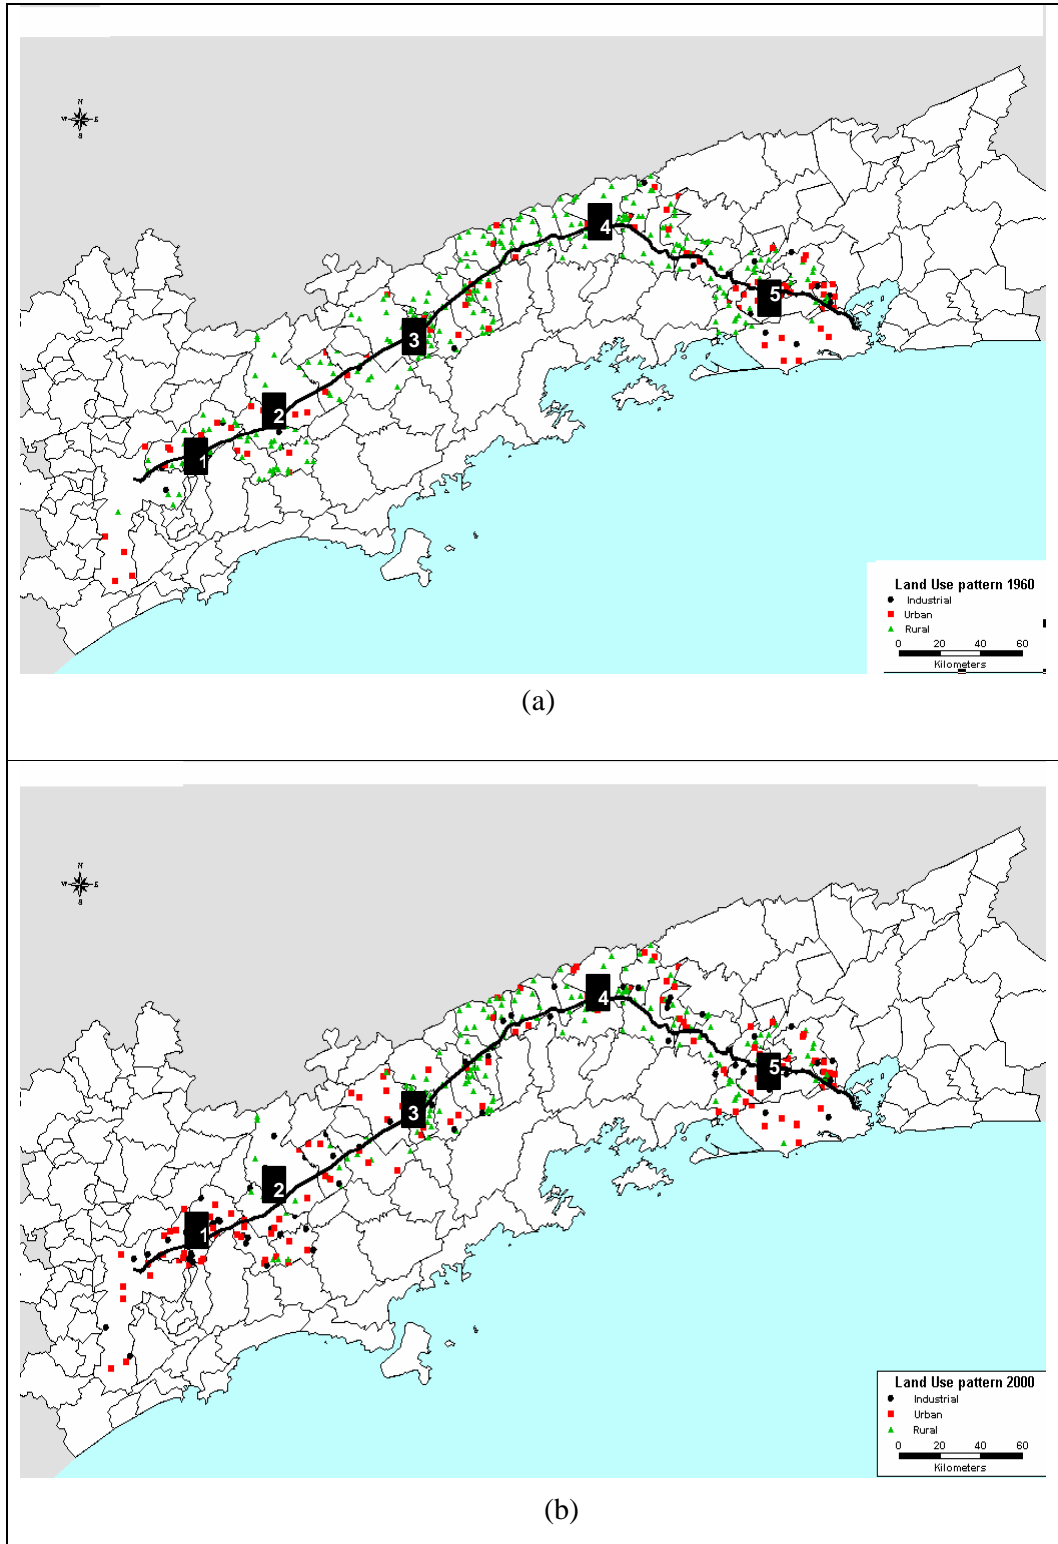 N
W E
S
4
5
3
2
1
Land Use pattern 1960
Industrial
Urban
Rural
0 20 40 60
Kilometers
(a)
N
W E
S
4
5
3
2
1
Land Use pattern 2000
Industrial
Urban
Rural
0 20 40 60
Kilometers
(b)